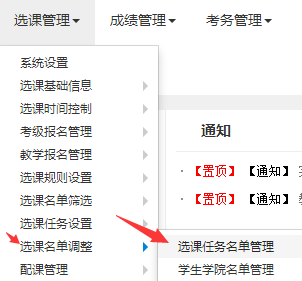 选课管理 成绩管理 考务管理
系统设置
选课基础信息
选课时间控制
考级报名管理
教学报名管理
选课规则设置
选课名单筛选
选课任务设置
选课名单调整
配课管理
通知
【置顶】【通知】
【置顶】【通知】
选课任务名单管理
学生学院名单管理